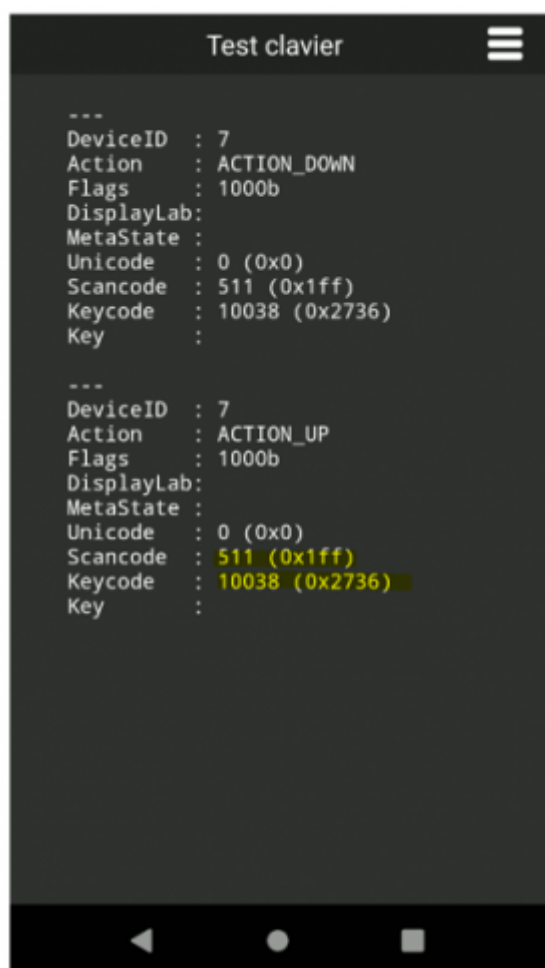 Test clavier
---
DeviceID : 7
Action : ACTION_DOWN
Flags : 1000b
DisplayLab:
MetaState :
Unicode : 0 (0x0)
Scancode : 511 (0x1ff)
Keycode : 10038 (0x2736)
Key :
---
DeviceID : 7
Action : ACTION_UP
Flags : 1000b
DisplayLab:
MetaState :
Unicode : 0 (0x0)
Scancode : 511 (0x1ff)
Keycode : 10038 (0x2736)
Key :